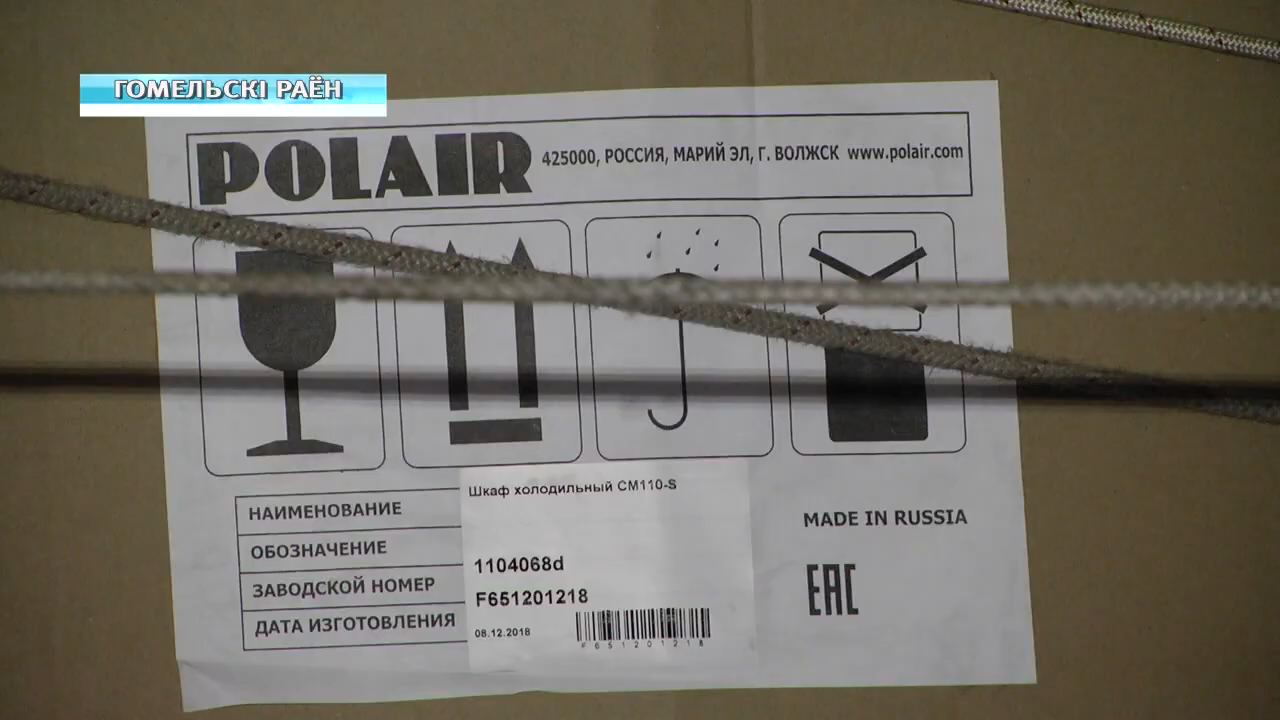 ГОМЕЛЬСКІ РАЁН
POLAIR 425000, РОССИЯ, МАРИЙ ЭЛ, Г. ВОЛЖСК www.polair.com
Шкаф холодильный CM110-S
НАИМЕНОВАНИЕ
MADE IN RUSSIA
ОБОЗНАЧЕНИЕ
1104068d
ЗАВОДСКОЙ НОМЕР
F651201218
EAC
ДАТА ИЗГОТОВЛЕНИЯ
08.12.2018
F651201218